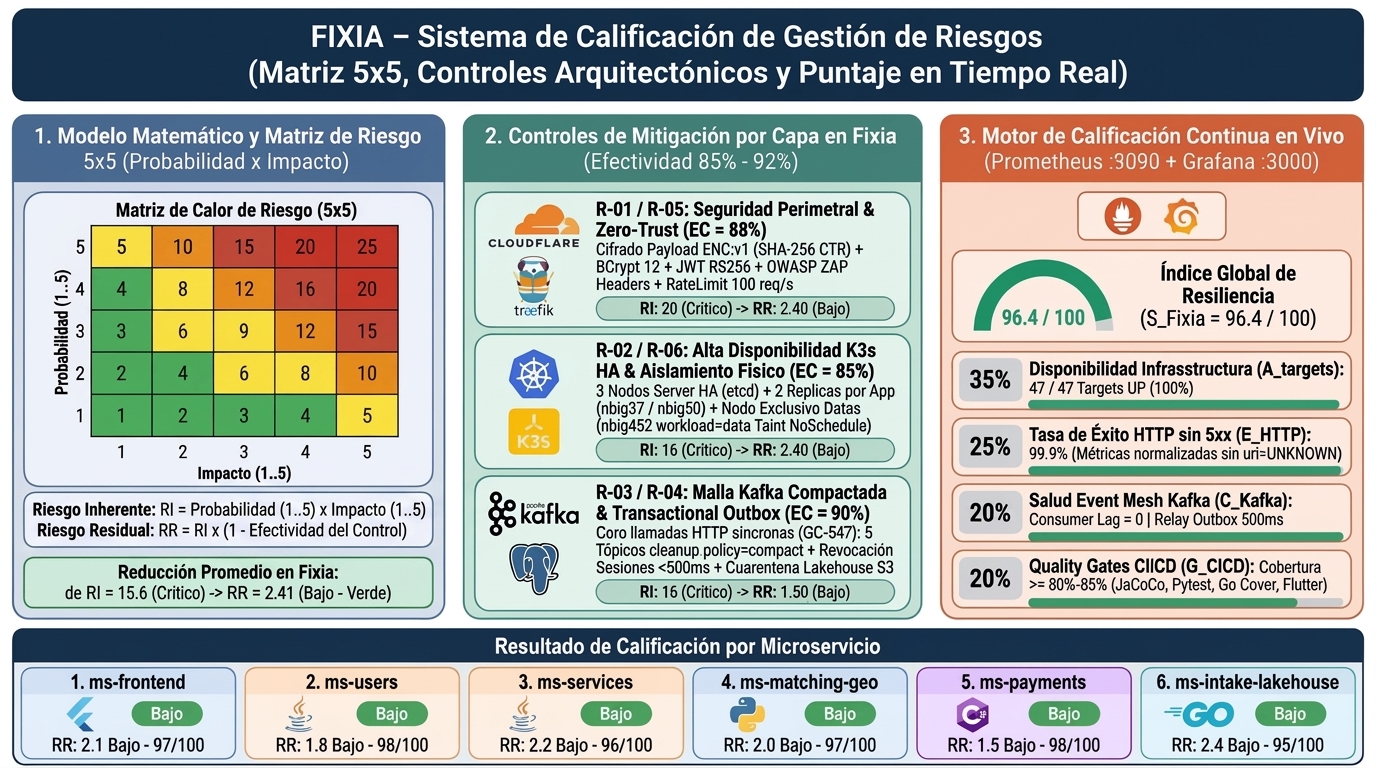 FIXIA – Sistema de Calificación de Gestión de Riesgos
(Matriz 5x5, Controles Arquitectónicos y Puntaje en Tiempo Real)
1. Modelo Matemático y Matriz de Riesgo
5x5 (Probabilidad x Impacto)
Matriz de Calor de Riesgo (5x5)
Probabilidad (1..5)
5 5 10 15 20 25
4 4 8 12 16 20
3 3 6 9 12 15
2 2 4 6 8 10
1 1 2 3 4 5
1 2 3 4 5
Impacto (1..5)
Riesgo Inherente: RI = Probabilidad (1..5) x Impacto (1..5)
Riesgo Residual: RR = RI x (1 - Efectividad del Control)
Reducción Promedio en Fixia:
de RI = 15.6 (Critico) -> RR = 2.41 (Bajo - Verde)
2. Controles de Mitigación por Capa en Fixia
(Efectividad 85% - 92%)
CLOUDFLARE
træfik
R-01 / R-05: Seguridad Perimetral &
Zero-Trust (EC = 88%)
Cifrado Payload ENC:v1 (SHA-256 CTR) +
BCrypt 12 + JWT RS256 + OWASP ZAP
Headers + RateLimit 100 req/s
RI: 20 (Critico) -> RR: 2.40 (Bajo)
K3S
R-02 / R-06: Alta Disponibilidad K3s
HA & Aislamiento Fisico (EC = 85%)
3 Nodos Server HA (etcd) + 2 Replicas por App
(nbig37 / nbig50) + Nodo Exclusivo Datas
(nbig452 workload=data Taint NoSchedule)
RI: 16 (Critico) -> RR: 2.40 (Bajo)
kafka
R-03 / R-04: Malla Kafka Compactada
& Transactional Outbox (EC = 90%)
Coro llamadas HTTP sincronas (GC-547): 5
Tópicos cleanup.policy=compact + Revocación
Sesiones <500ms + Cuarentena Lakehouse S3
RI: 16 (Critico) -> RR: 1.50 (Bajo)
3. Motor de Calificación Continua en Vivo
(Prometheus :9090 + Grafana :3000)
96.4 / 100
Índice Global de
Resiliencia
(S_Fixia = 96.4 / 100)
35%
Disponibilidad Infrasstructura (A_targets):
47 / 47 Targets UP (100%)
25%
Tasa de Éxito HTTP sin 5xx (E_HTTP):
99.9% (Métricas normalizadas sin uri=UNKNOWN)
20%
Salud Event Mesh Kafka (C_Kafka):
Consumer Lag = 0 | Relay Outbox 500ms
20%
Quality Gates CIICD (G_CICD): Cobertura
>= 80%-85% (JaCoCo, Pytest, Go Cover, Flutter)
Resultado de Calificación por Microservicio
1. ms-frontend
Bajo
RR: 2.1 Bajo - 97/100
2. ms-users
Bajo
RR: 1.8 Bajo - 98/100
3. ms-services
Bajo
RR: 2.2 Bajo - 96/100
4. ms-matching-geo
Bajo
RR: 2.0 Bajo - 97/100
5. ms-payments
Bajo
RR: 1.5 Bajo - 98/100
6. ms-intake-lakehouse
GO
Bajo
RR: 2.4 Bajo - 95/100